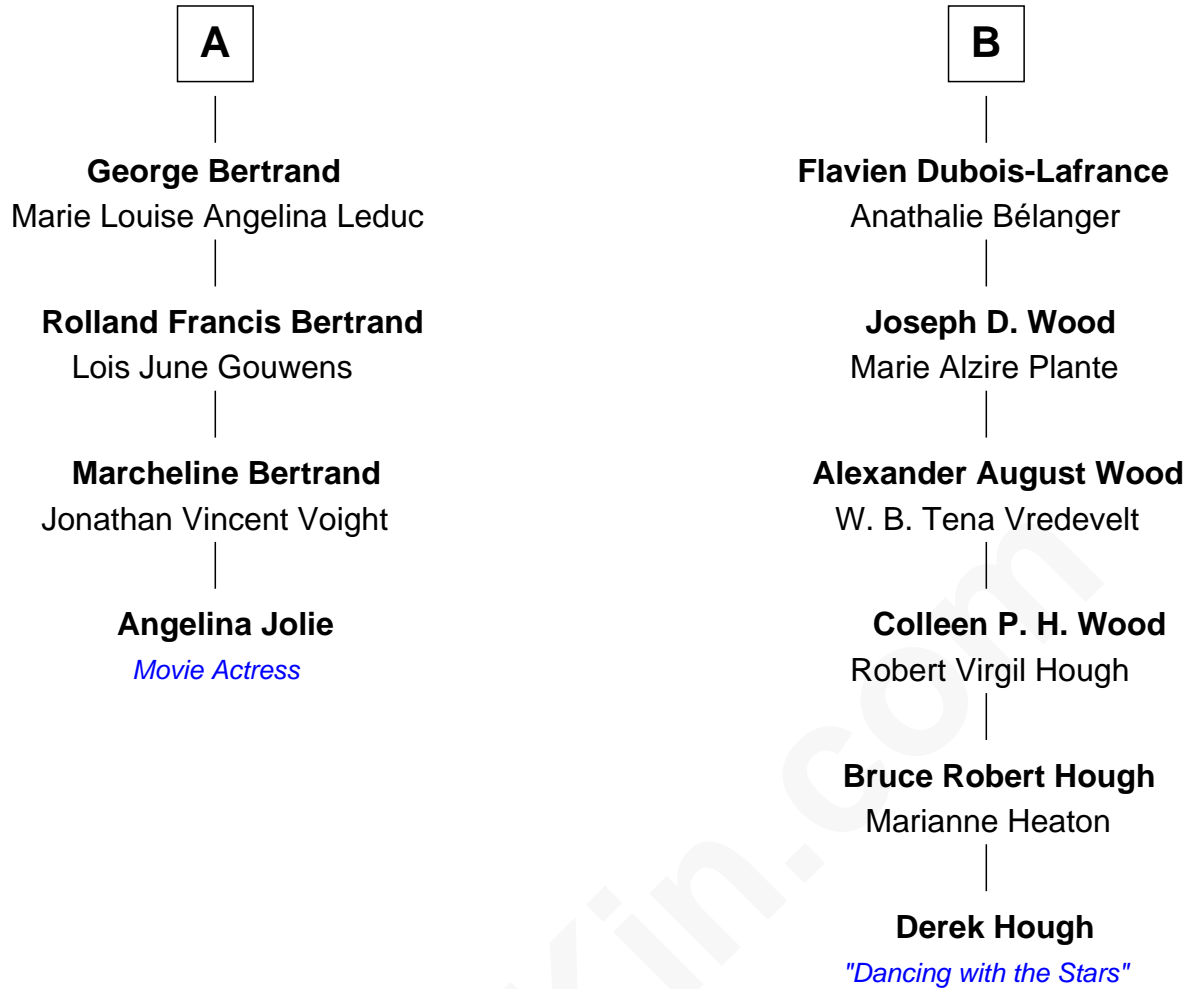 A
George Bertrand
Marie Louise Angelina Leduc
Rolland Francis Bertrand
Lois June Gouwens
Marcheline Bertrand
Jonathan Vincent Voight
Angelina Jolie
Movie Actress
B
Flavien Dubois-Lafrance
Anathalie Bélanger
Joseph D. Wood
Marie Alzire Plante
Alexander August Wood
W. B. Tena Vredevelt
Colleen P. H. Wood
Robert Virgil Hough
Bruce Robert Hough
Marianne Heaton
Derek Hough
"Dancing with the Stars"